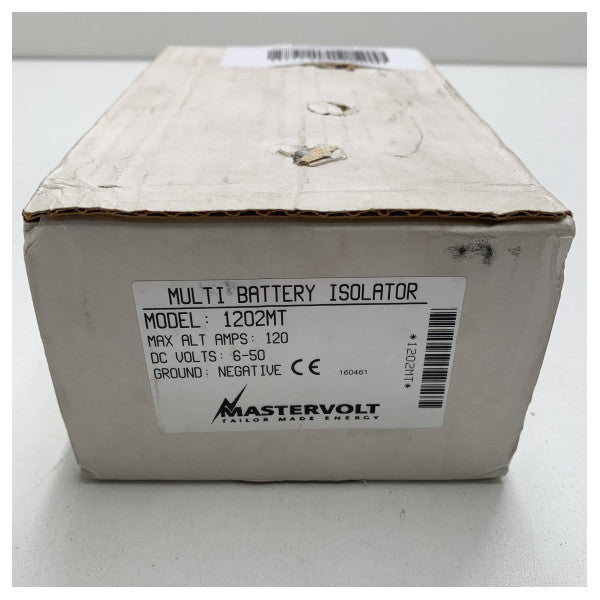 MULTI BATTERY ISOLATOR
MODEL: 1202MT
MAX ALT AMPS: 120
DC VOLTS: 6-50
GROUND: NEGATIVE CE 160461
*1202MT*
MASTERVOLT
TAILOR MADE ENERGY